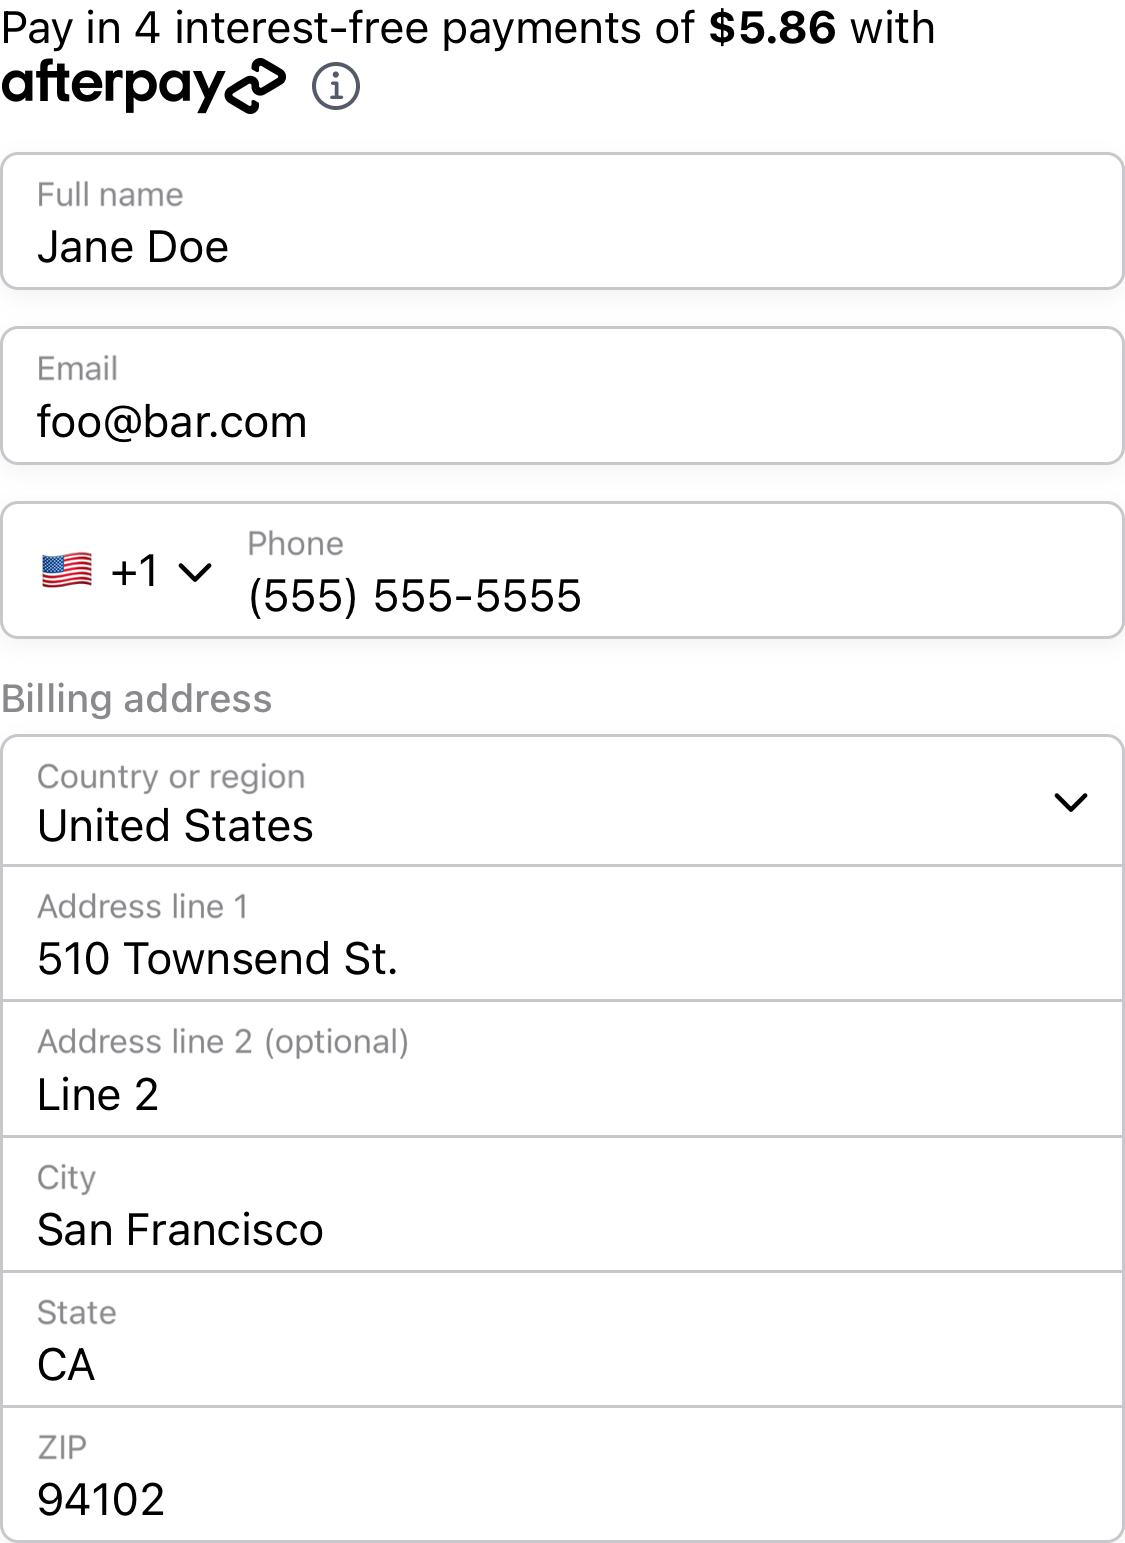 Pay in 4 interest-free payments of $5.86 with
afterpay
Full name
Jane Doe
Email
foo@bar.com
Phone
+1 (555) 555-5555
Billing address
Country or region
United States
Address line 1
510 Townsend St.
Address line 2 (optional)
Line 2
City
San Francisco
State
CA
ZIP
94102